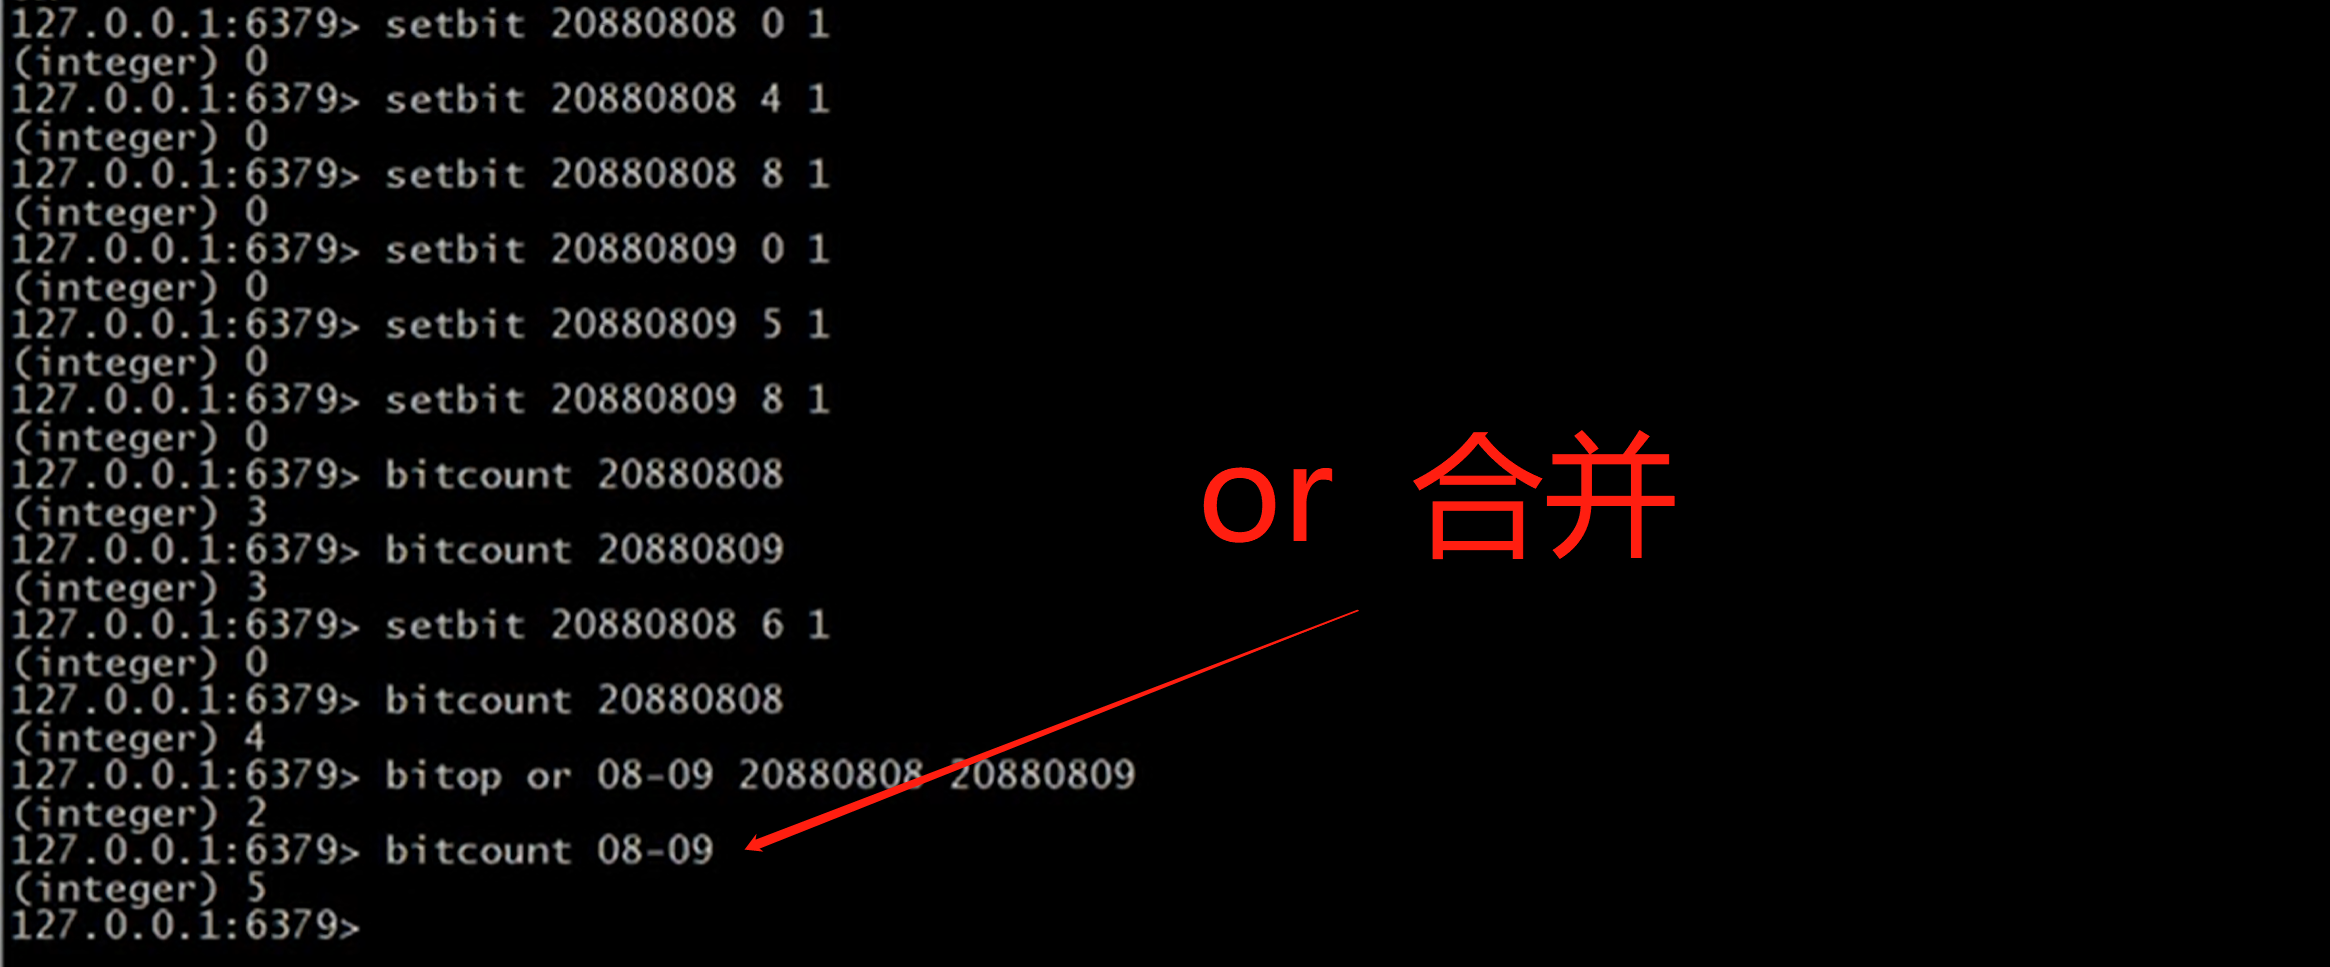 127.0.0.1:6379> setbit 20880808 0 1
(integer) 0
127.0.0.1:6379> setbit 20880808 4 1
(integer) 0
127.0.0.1:6379> setbit 20880808 8 1
(integer) 0
127.0.0.1:6379> setbit 20880809 0 1
(integer) 0
127.0.0.1:6379> setbit 20880809 5 1
(integer) 0
127.0.0.1:6379> setbit 20880809 8 1
(integer) 0
127.0.0.1:6379> bitcount 20880808
(integer) 3
127.0.0.1:6379> bitcount 20880809
(integer) 3
127.0.0.1:6379> setbit 20880808 6 1
(integer) 0
127.0.0.1:6379> bitcount 20880808
(integer) 4
127.0.0.1:6379> bitop or 08-09 20880808 20880809
(integer) 2
127.0.0.1:6379> bitcount 08-09
(integer) 5
127.0.0.1:6379>
or 合并